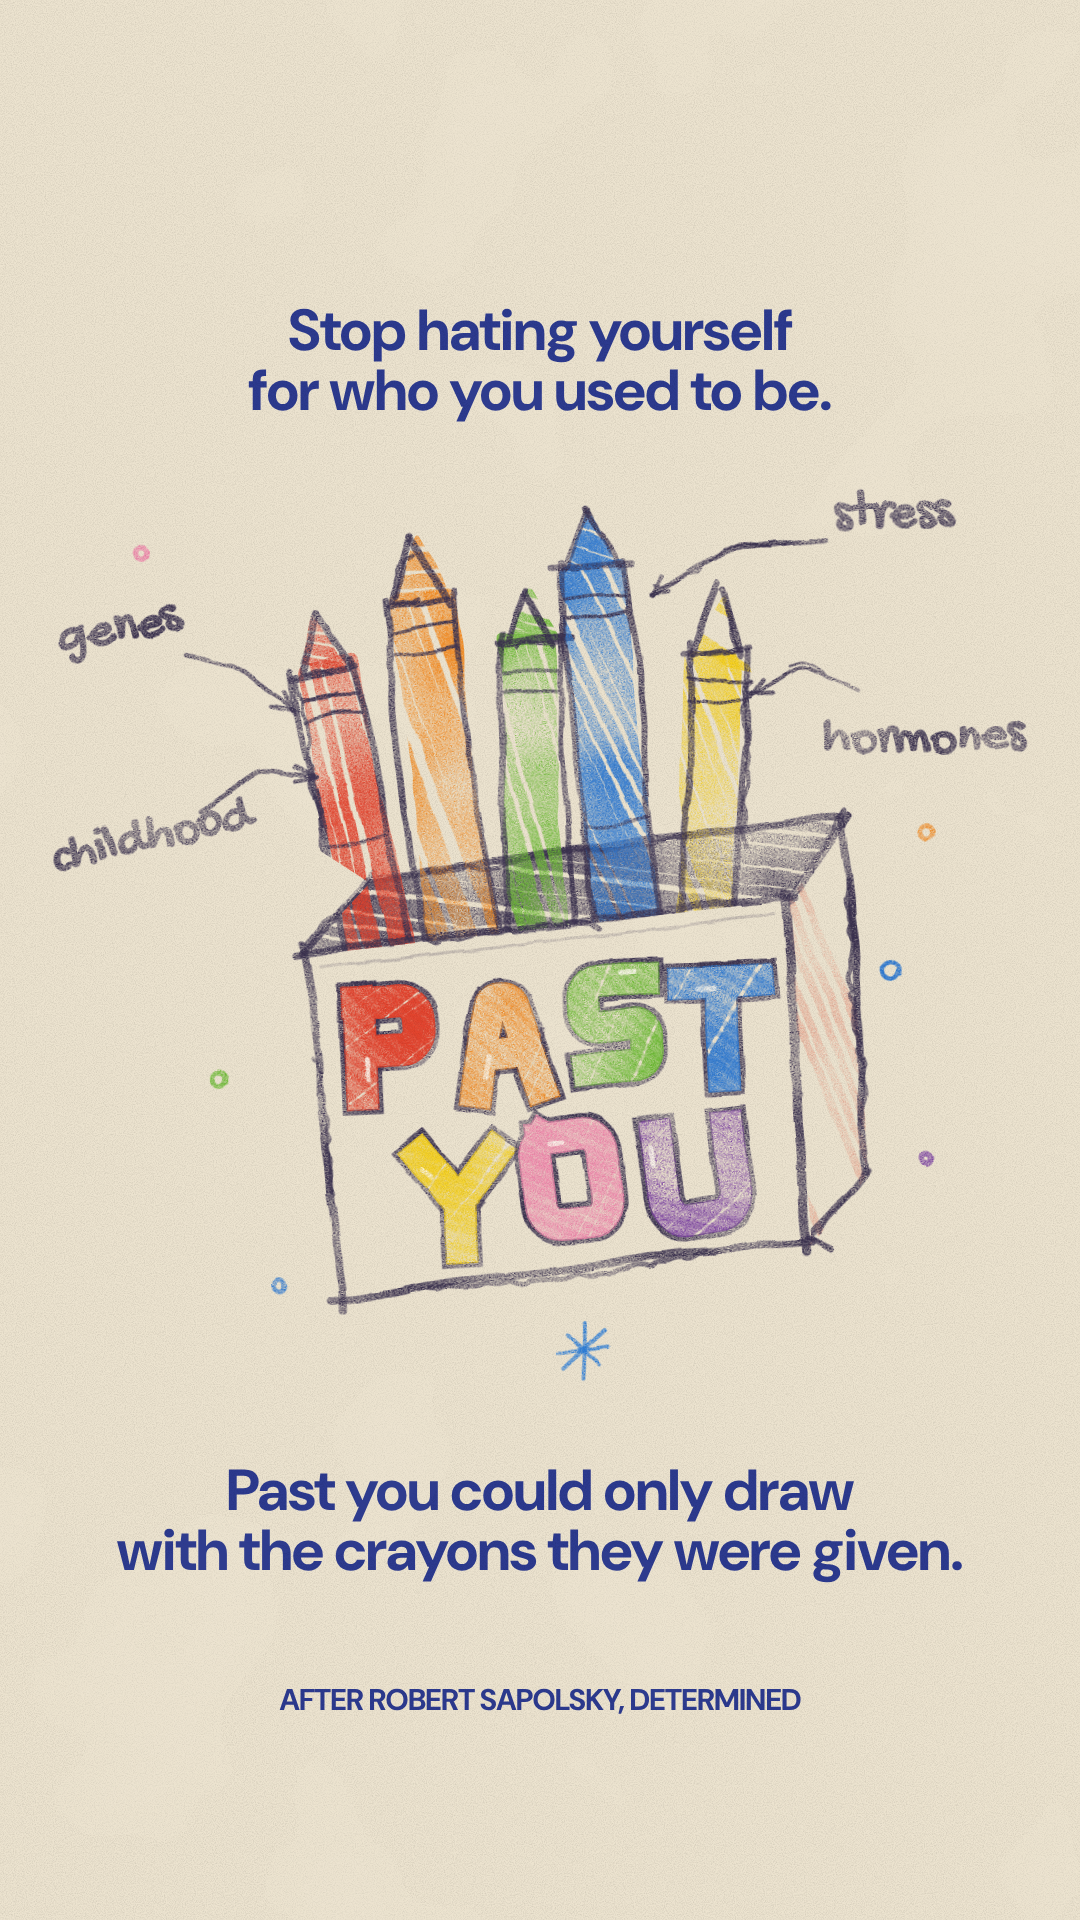 Stop hating yourself
for who you used to be.
stress
genes
hormones
childhood
PAST
YOU
Past you could only draw
with the crayons they were given.
AFTER ROBERT SAPOLSKY, DETERMINED